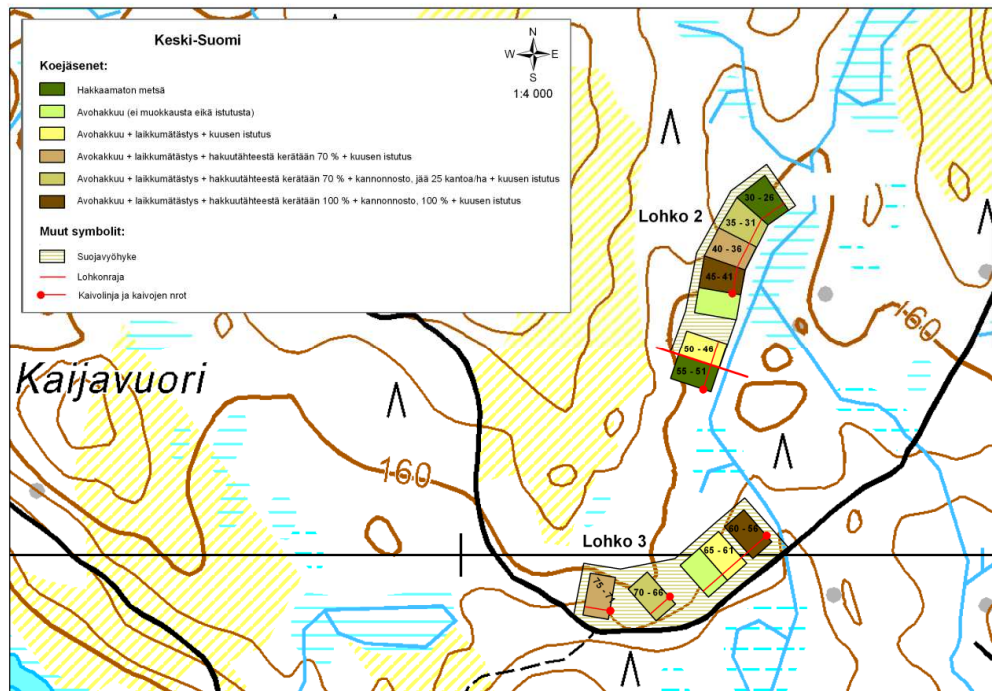 Keski-Suomi
N
W E
S
1:4 000
Koejäsenet:
Hakkaamaton metsä
Avohakkuu (ei muokkausta eikä istutusta)
Avohakkuu + laikkumätästys + kuusen istutus
Avokakkuu + laikkumätästys + hakuutähteestä kerätään 70 % + kuusen istutus
Avohakkuu + laikkumätästys + hakkuutähteestä kerätään 70 % + kannonnosto, jää 25 kantoa/ha + kuusen istutus
Avohakkuu + laikkumätästys + hakkuutähteestä kerätään 100 % + kannonnosto, 100 % + kuusen istutus
Muut symbolit:
Suojavyöhyke
Lohkonraja
Kaivolinja ja kaivojen nrot
Lohko 2
30 - 26
35 - 31
40 - 36
45 - 41
50 - 46
55 - 51
160
Kaijavuori
160
Lohko 3
60 - 56
65 - 61
70 - 66
75 - 71